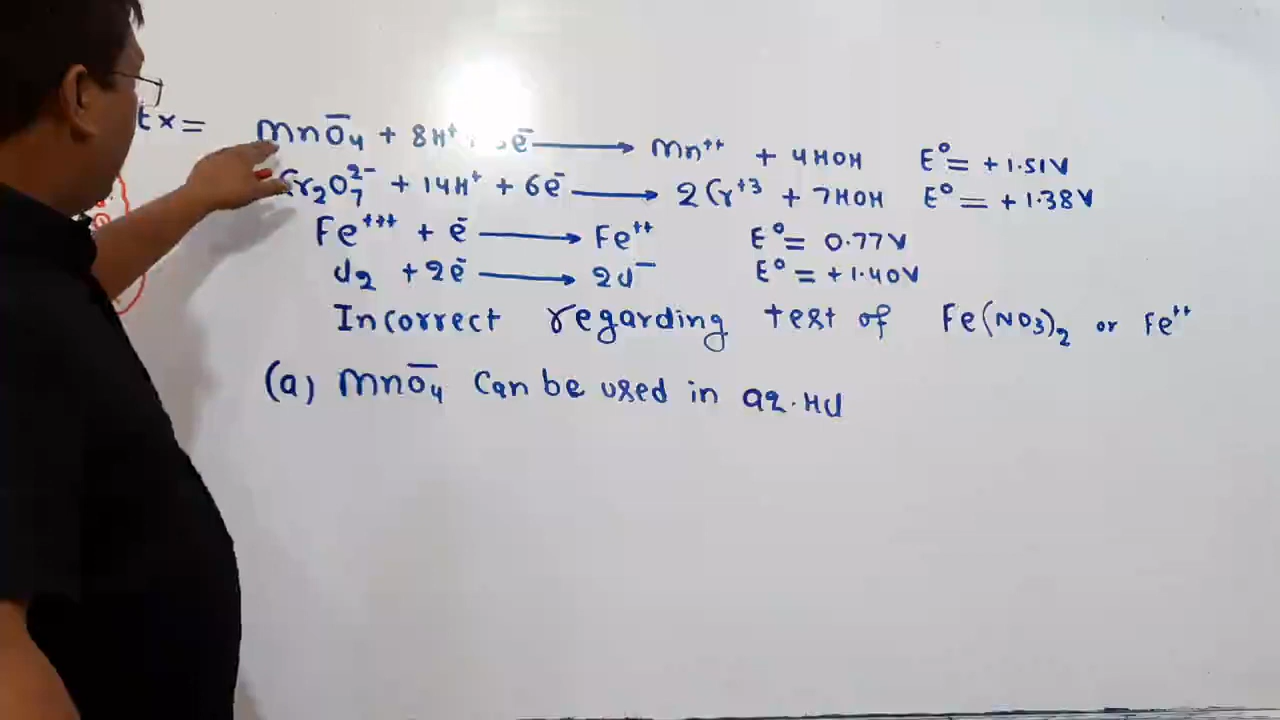 Ex = MnO₄⁻ + 8H⁺ + e⁻ ⟶ Mn⁺⁺ + 4HOH E° = +1.51V
Cr₂O₇²⁻ + 14H⁺ + 6e⁻ ⟶ 2Cr⁺³ + 7HOH E° = +1.38V
Fe⁺⁺⁺ + e⁻ ⟶ Fe⁺⁺ E° = 0.77V
Cl₂ + 2e⁻ ⟶ 2Cl⁻ E° = +1.40V
Incorrect regarding test of Fe(NO₃)₂ or Fe⁺⁺
(a) MnO₄⁻ can be used in aq. HCl